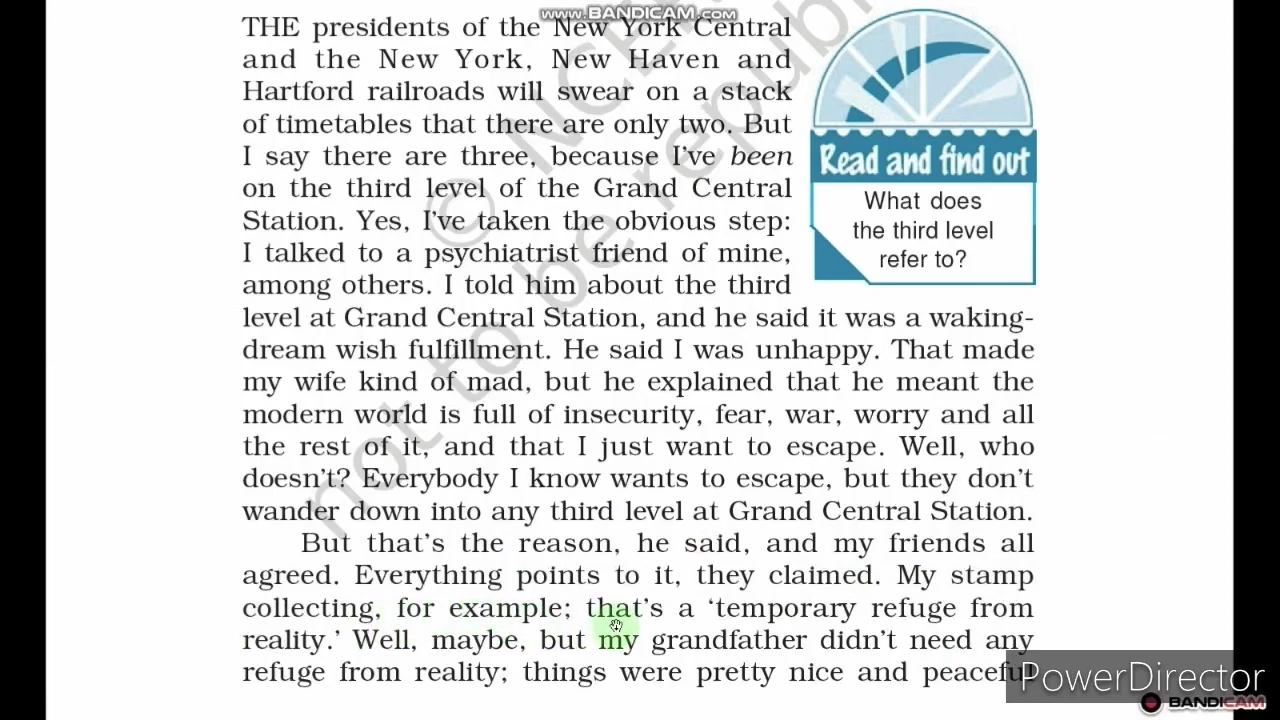 WWW.BANDICAM.COM
THE presidents of the New York Central
and the New York, New Haven and
Hartford railroads will swear on a stack
of timetables that there are only two. But
I say there are three, because I've been
on the third level of the Grand Central
Station. Yes, I've taken the obvious step:
I talked to a psychiatrist friend of mine,
among others. I told him about the third
level at Grand Central Station, and he said it was a waking-
dream wish fulfillment. He said I was unhappy. That made
my wife kind of mad, but he explained that he meant the
modern world is full of insecurity, fear, war, worry and all
the rest of it, and that I just want to escape. Well, who
doesn't? Everybody I know wants to escape, but they don't
wander down into any third level at Grand Central Station.
But that's the reason, he said, and my friends all
agreed. Everything points to it, they claimed. My stamp
collecting, for example; that's a ‘temporary refuge from
reality.’ Well, maybe, but my grandfather didn't need any
refuge from reality; things were pretty nice and peaceful
Read and find out
What does
the third level
refer to?
not to be republi
© NCE
PowerDirector
BANDICAM